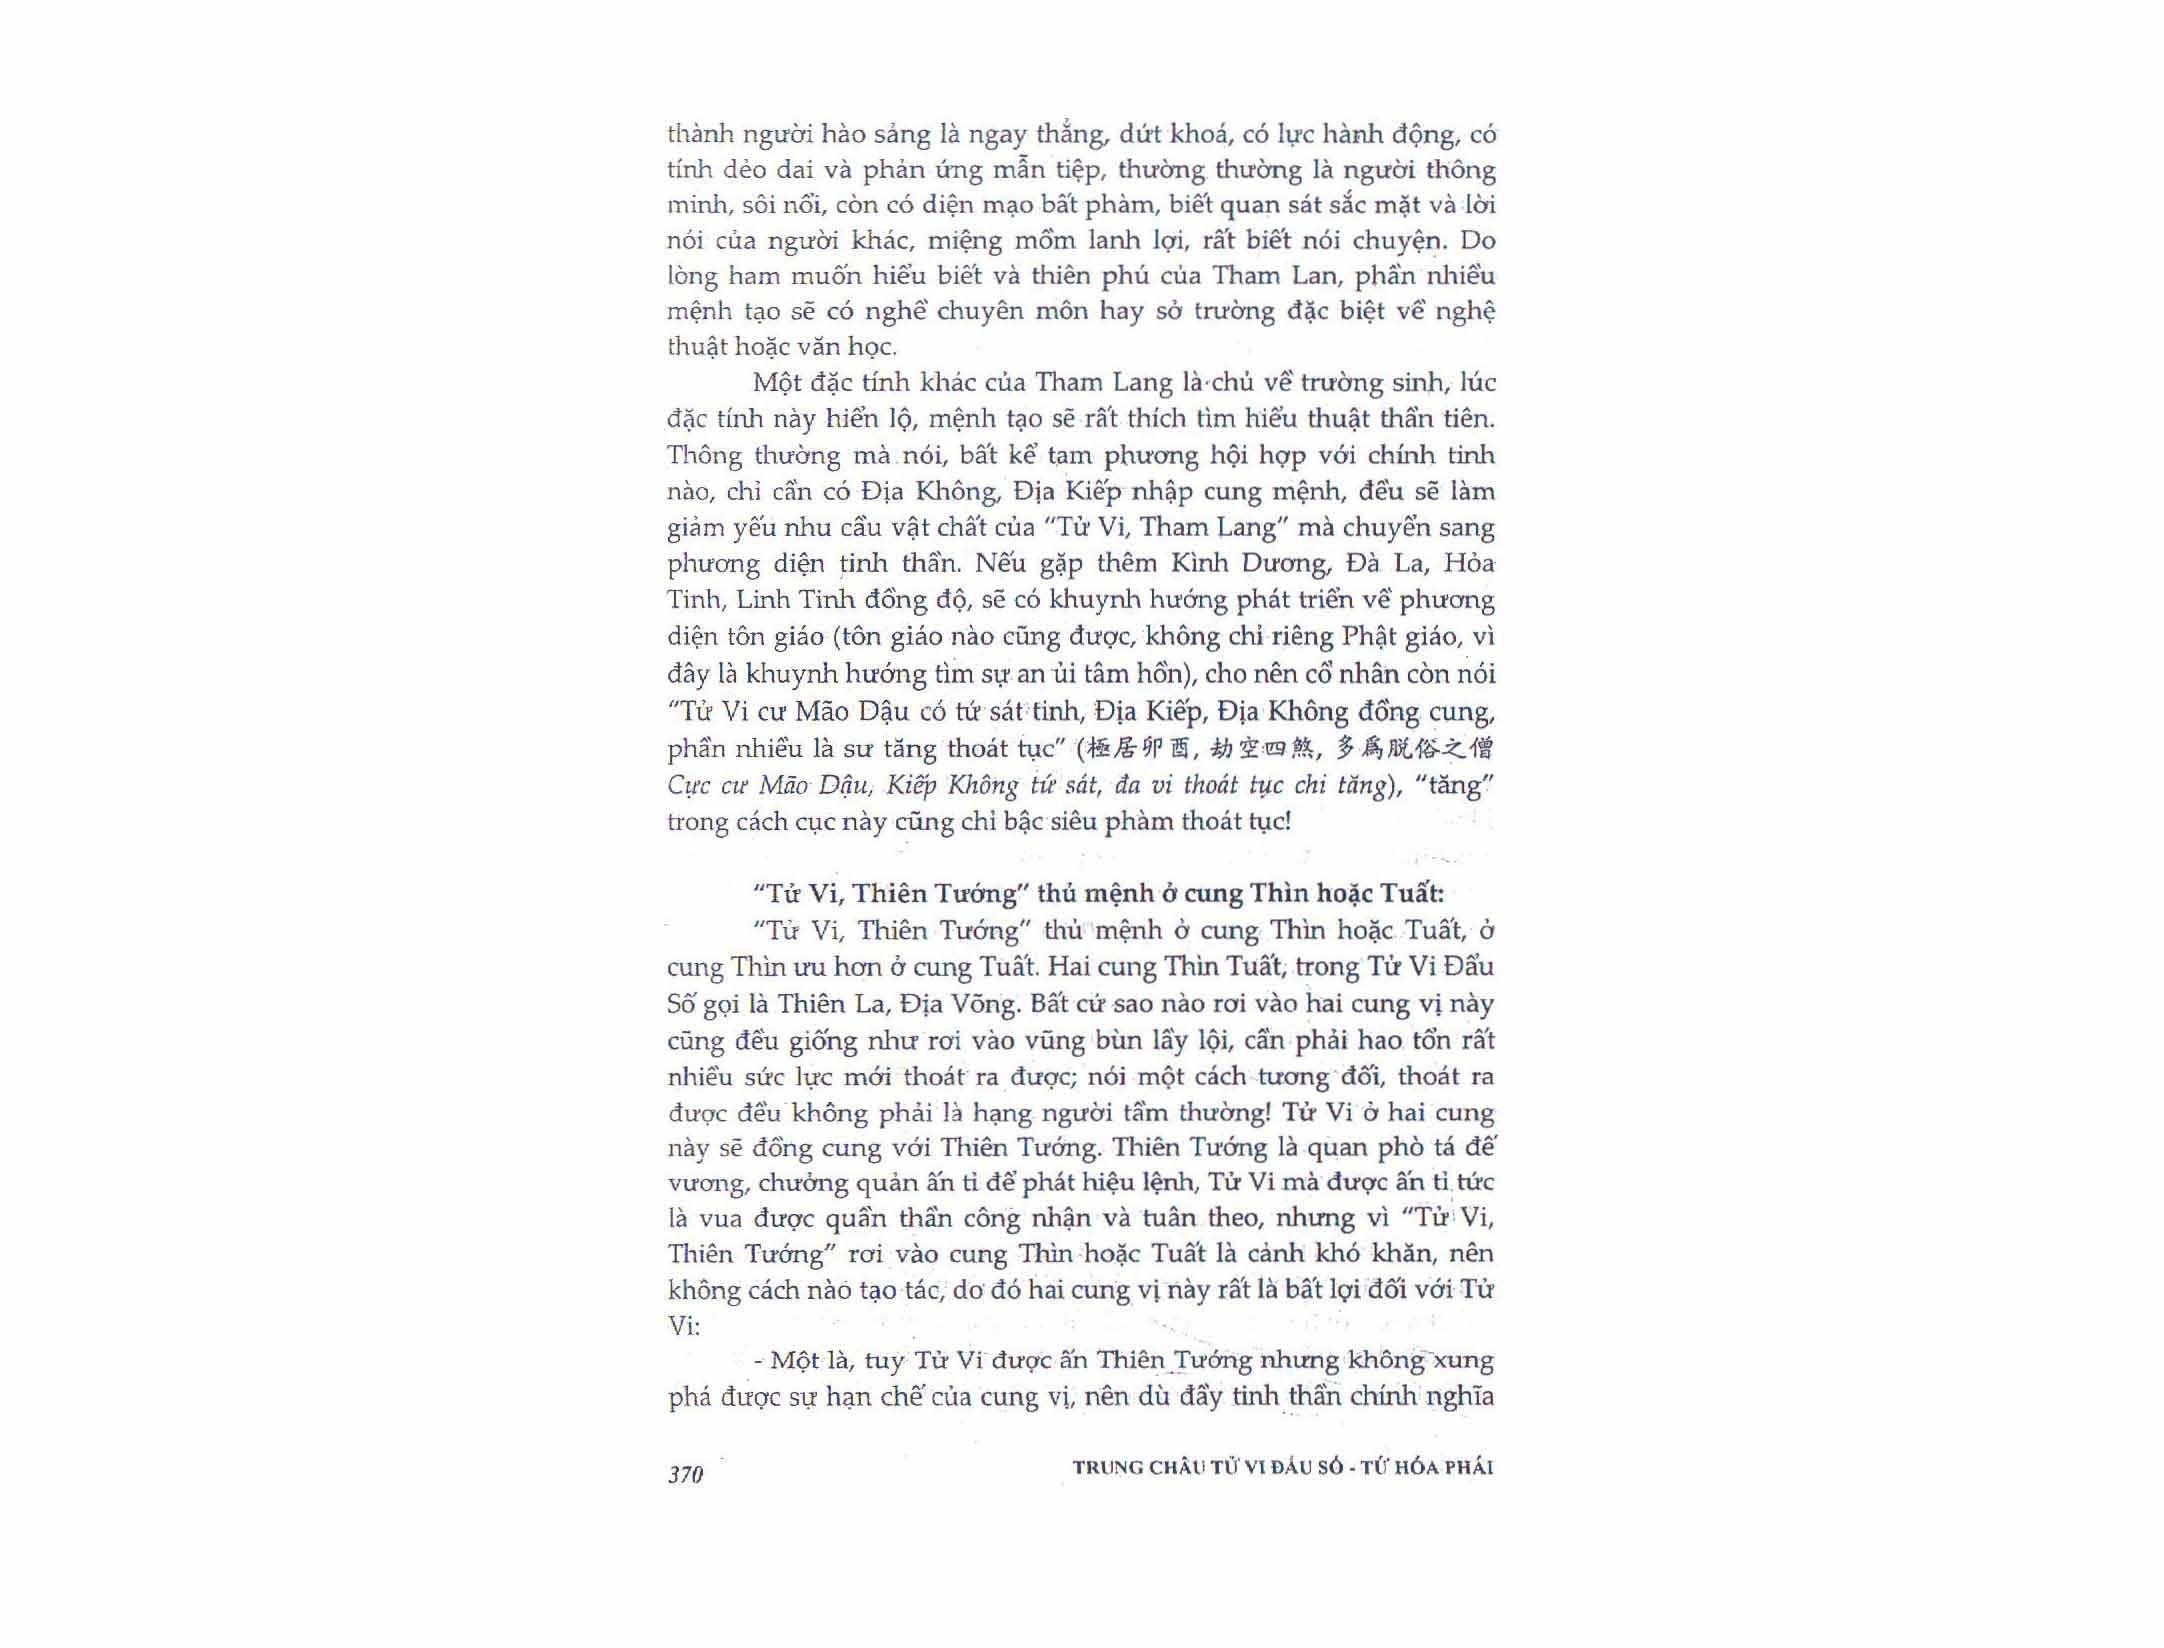 thành người hào sảng là ngay thẳng, dứt khoá, có lực hành động, có
tính dẻo dai và phản ứng mẫn tiệp, thường thường là người thông
minh, sôi nổi, còn có diện mạo bất phàm, biết quan sát sắc mặt và lời
nói của người khác, miệng mồm lanh lợi, rất biết nói chuyện. Do
lòng ham muốn hiểu biết và thiên phú của Tham Lan, phần nhiều
mệnh tạo sẽ có nghề chuyên môn hay sở trường đặc biệt về nghệ
thuật hoặc văn học.
Một đặc tính khác của Tham Lang là chủ về trường sinh, lúc
đặc tính này hiển lộ, mệnh tạo sẽ rất thích tìm hiểu thuật thần tiên.
Thông thường mà nói, bất kể tam phương hội hợp với chính tinh
nào, chỉ cần có Địa Không, Địa Kiếp nhập cung mệnh, đều sẽ làm
giảm yếu nhu cầu vật chất của "Tử Vi, Tham Lang" mà chuyển sang
phương diện tinh thần. Nếu gặp thêm Kình Dương, Đà La, Hỏa
Tinh, Linh Tinh đồng độ, sẽ có khuynh hướng phát triển về phương
diện tôn giáo (tôn giáo nào cũng được, không chỉ riêng Phật giáo, vì
đây là khuynh hướng tìm sự an ủi tâm hồn), cho nên cổ nhân còn nói
"Tử Vi cư Mão Dậu có tứ sát tinh, Địa Kiếp, Địa Không đồng cung,
phần nhiều là sư tăng thoát tục" (極居卯酉, 劫空四煞, 多爲脱俗之僧
Cực cư Mão Dậu, Kiếp Không tứ sát, đa vi thoát tục chi tăng), "tăng"
trong cách cục này cũng chỉ bậc siêu phàm thoát tục!
"Tử Vi, Thiên Tướng" thủ mệnh ở cung Thìn hoặc Tuất:
"Tử Vi, Thiên Tướng" thủ mệnh ở cung Thìn hoặc Tuất, ở
cung Thìn ưu hơn ở cung Tuất. Hai cung Thìn Tuất, trong Tử Vi Đẩu
Số gọi là Thiên La, Địa Võng. Bất cứ sao nào rơi vào hai cung vị này
cũng đều giống như rơi vào vũng bùn lầy lội, cần phải hao tổn rất
nhiều sức lực mới thoát ra được; nói một cách tương đối, thoát ra
được đều không phải là hạng người tầm thường! Tử Vi ở hai cung
này sẽ đồng cung với Thiên Tướng. Thiên Tướng là quan phò tá đế
vương, chưởng quản ấn tỉ để phát hiệu lệnh, Tử Vi mà được ấn tỉ tức
là vua được quần thần công nhận và tuân theo, nhưng vì "Tử Vi,
Thiên Tướng" rơi vào cung Thìn hoặc Tuất là cảnh khó khăn, nên
không cách nào tạo tác, do đó hai cung vị này rất là bất lợi đối với Tử
Vi:
- Một là, tuy Tử Vi được ấn Thiên Tướng nhưng không xung
phá được sự hạn chế của cung vị, nên dù đầy tinh thần chính nghĩa
370
TRUNG CHÂU TỬ VI ĐẨU SỐ - TỨ HÓA PHÁI